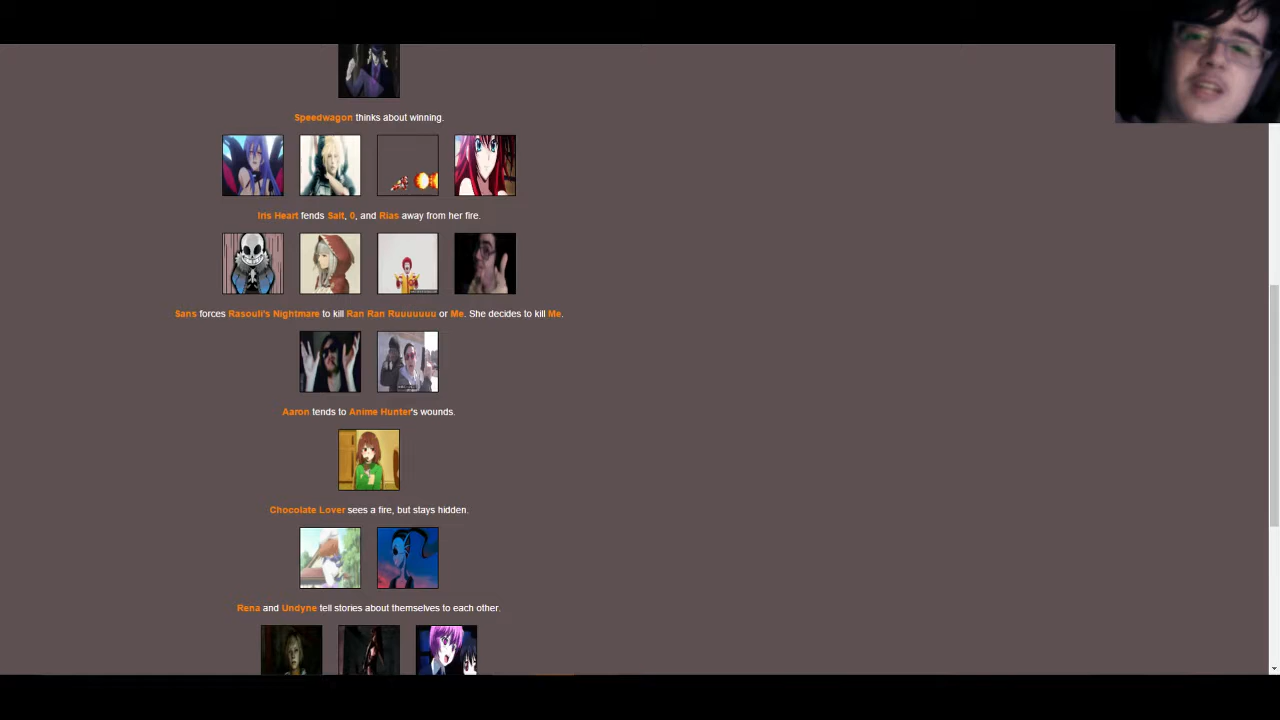 Speedwagon thinks about winning.
Iris Heart fends Salt, 0, and Rias away from her fire.
Sans forces Rasouli's Nightmare to kill Ran Ran Ruuuuuuu or Me. She decides to kill Me.
Aaron tends to Anime Hunter's wounds.
Chocolate Lover sees a fire, but stays hidden.
Rena and Undyne tell stories about themselves to each other.